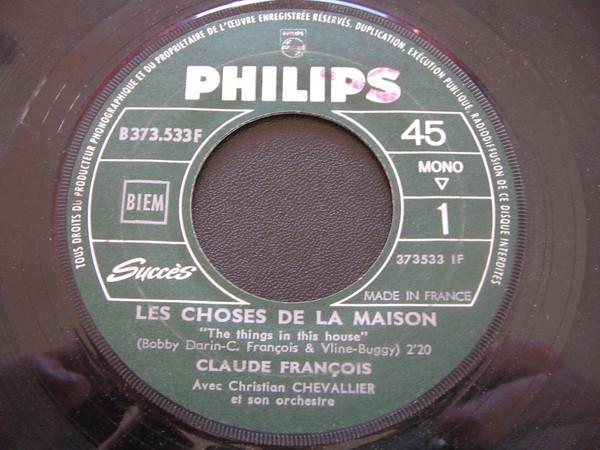 TOUS DROITS DU PRODUCTEUR PHONOGRAPHIQUE ET DU PROPRIETAIRE DE L'ŒUVRE ENREGISTRÉE RÉSERVÉS, DUPLICATION, EXÉCUTION PUBLIQUE, RADIODIFFUSION DE CE DISQUE INTERDITES
PHILIPS
PHILIPS
B373.533F
45
MONO
BIEM
1
373533 1F
Succès
MADE IN FRANCE
LES CHOSES DE LA MAISON
"The things in this house"
(Bobby Darin-C. François & Vline-Buggy) 2'20
CLAUDE FRANÇOIS
Avec Christian CHEVALLIER
et son orchestre